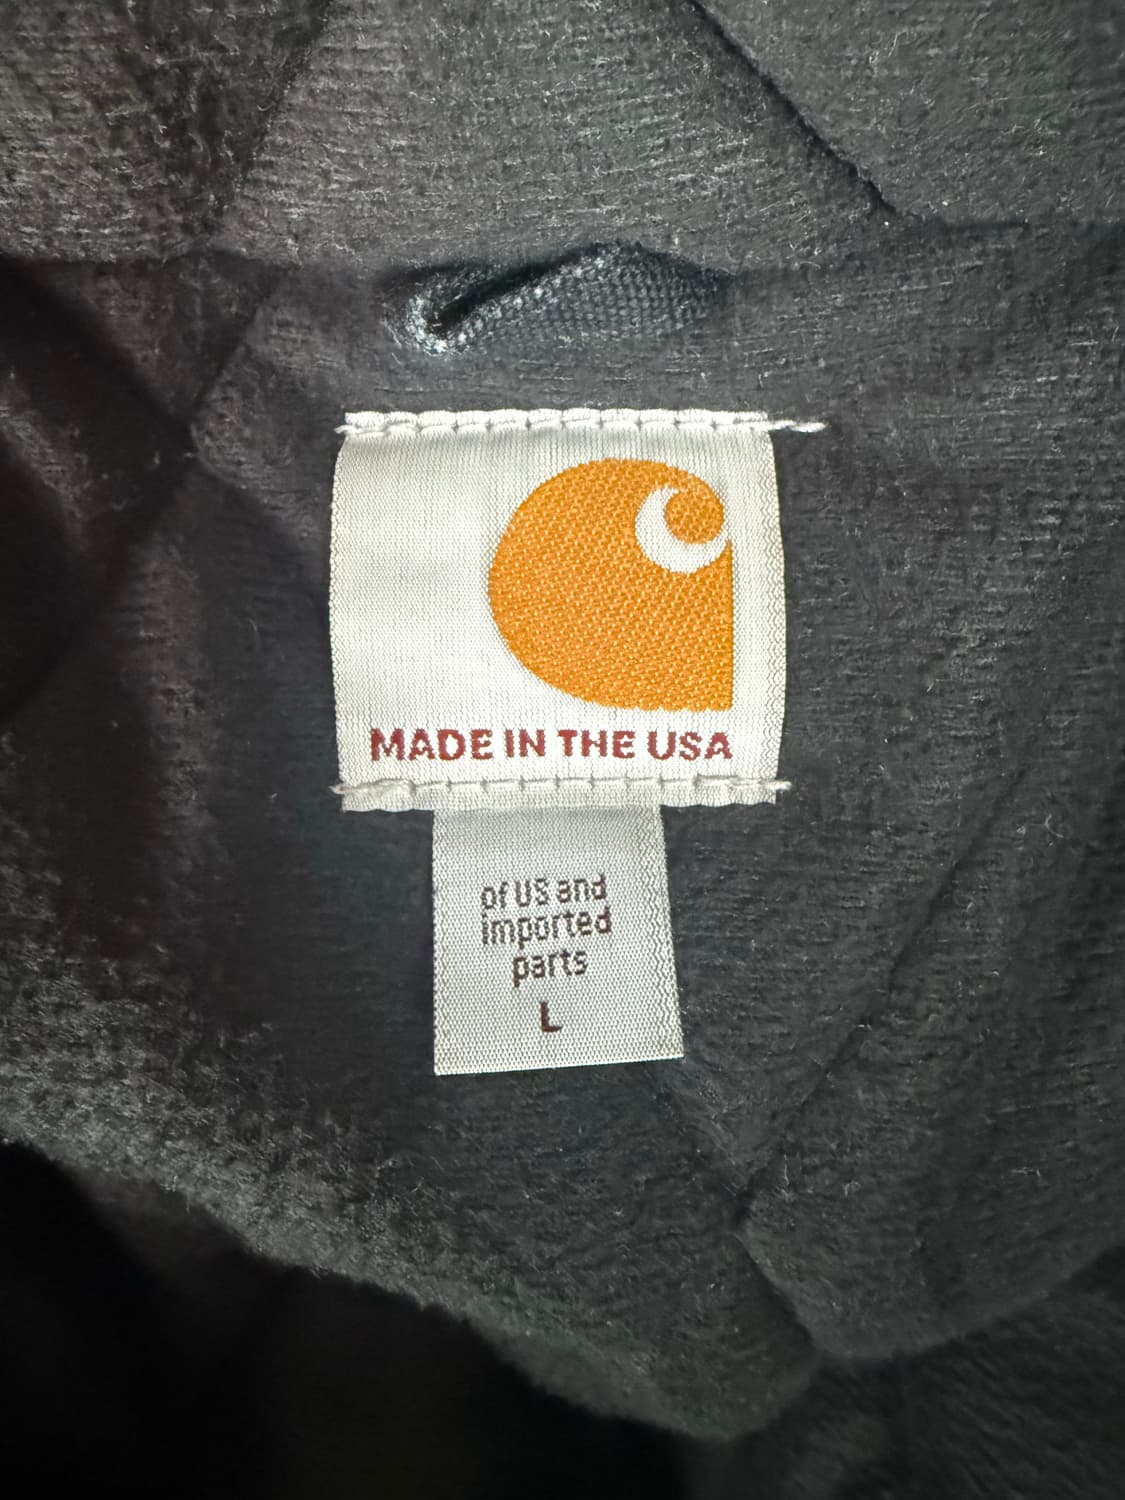 MADE IN THE USA
of US and
imported
parts
L